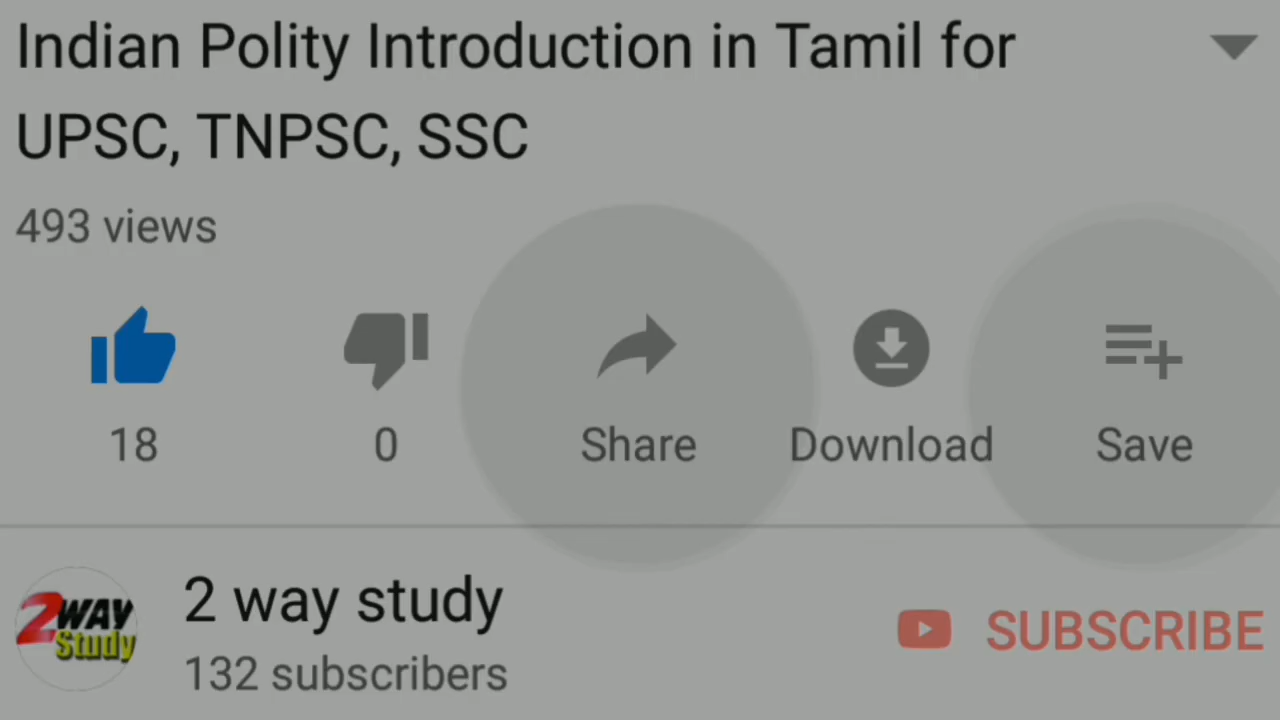 Indian Polity Introduction in Tamil for
UPSC, TNPSC, SSC
493 views
18
0
Share
Download
Save
2WAY
Study
2 way study
132 subscribers
SUBSCRIBE